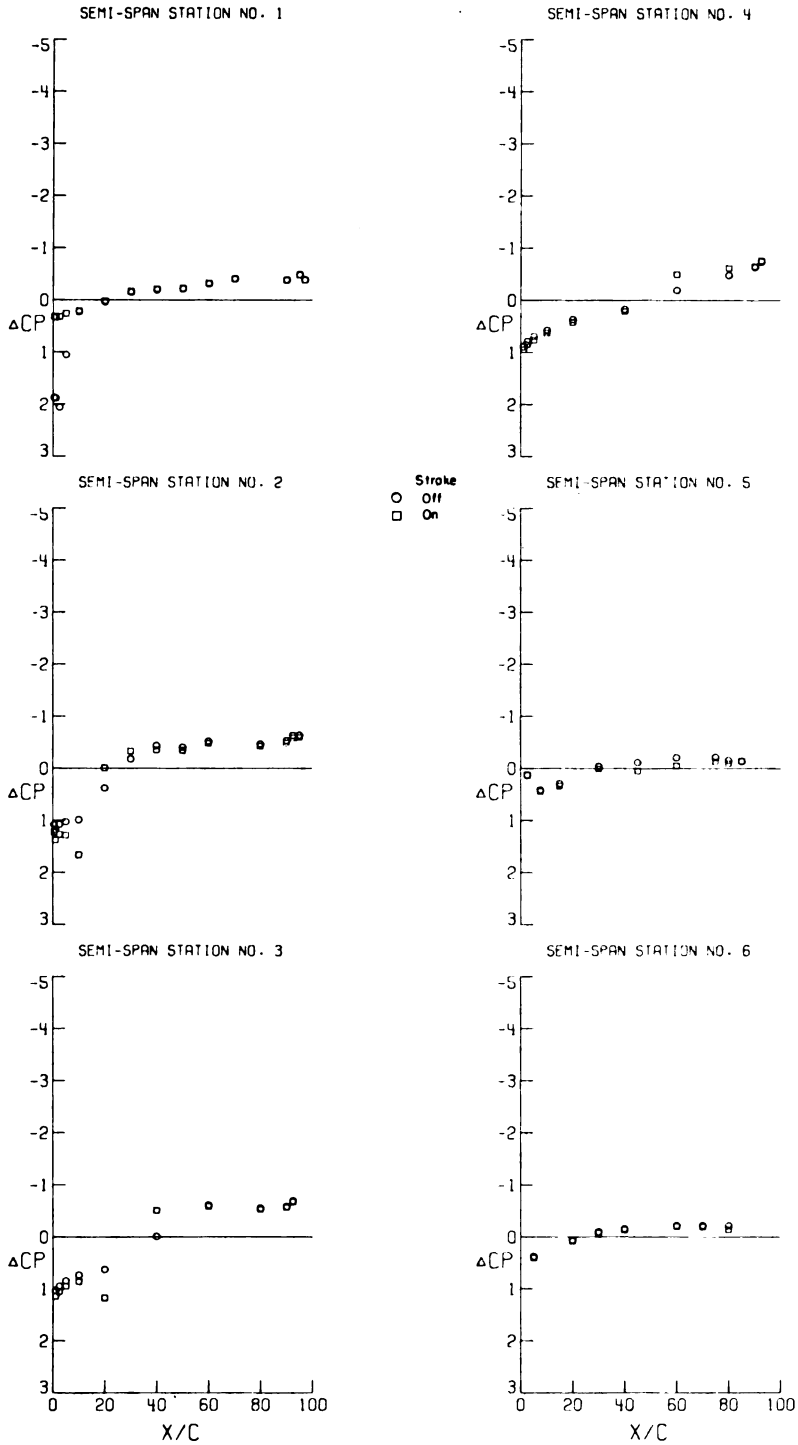 SEMI-SPAN STATION NO. 1
-5
-4
-3
-2
-1
0
ΔCP
1
2
3
SEMI-SPAN STATION NO. 2
-5
-4
-3
-2
-1
0
ΔCP
1
2
3
SEMI-SPAN STATION NO. 3
-5
-4
-3
-2
-1
0
ΔCP
1
2
3
0 20 40 60 80 100
X/C
Strake
Off
On
SEMI-SPAN STATION NO. 4
-5
-4
-3
-2
-1
0
ΔCP
1
2
3
SEMI-SPAN STATION NO. 5
-5
-4
-3
-2
-1
0
ΔCP
1
2
3
SEMI-SPAN STATION NO. 6
-5
-4
-3
-2
-1
0
ΔCP
1
2
3
0 20 40 60 80 100
X/C